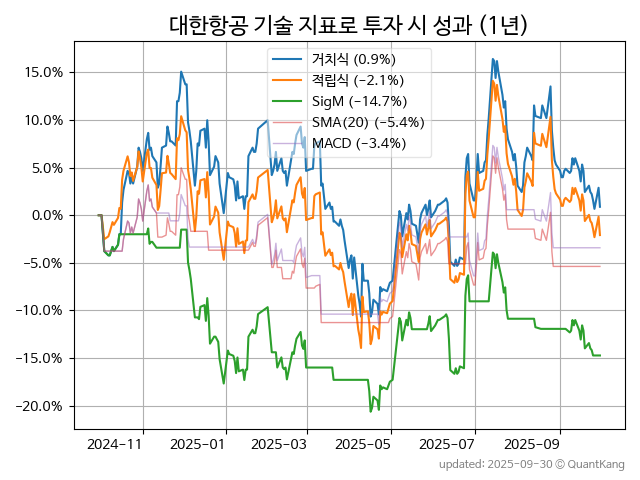 대한항공 기술 지표로 투자 시 성과 (1년)
거치식 (0.9%)
적립식 (−2.1%)
SigM (−14.7%)
SMA(20) (−5.4%)
MACD (−3.4%)
15.0%
10.0%
5.0%
0.0%
−5.0%
−10.0%
−15.0%
−20.0%
2024-11 2025-01 2025-03 2025-05 2025-07 2025-09
updated: 2025-09-30 © QuantKang